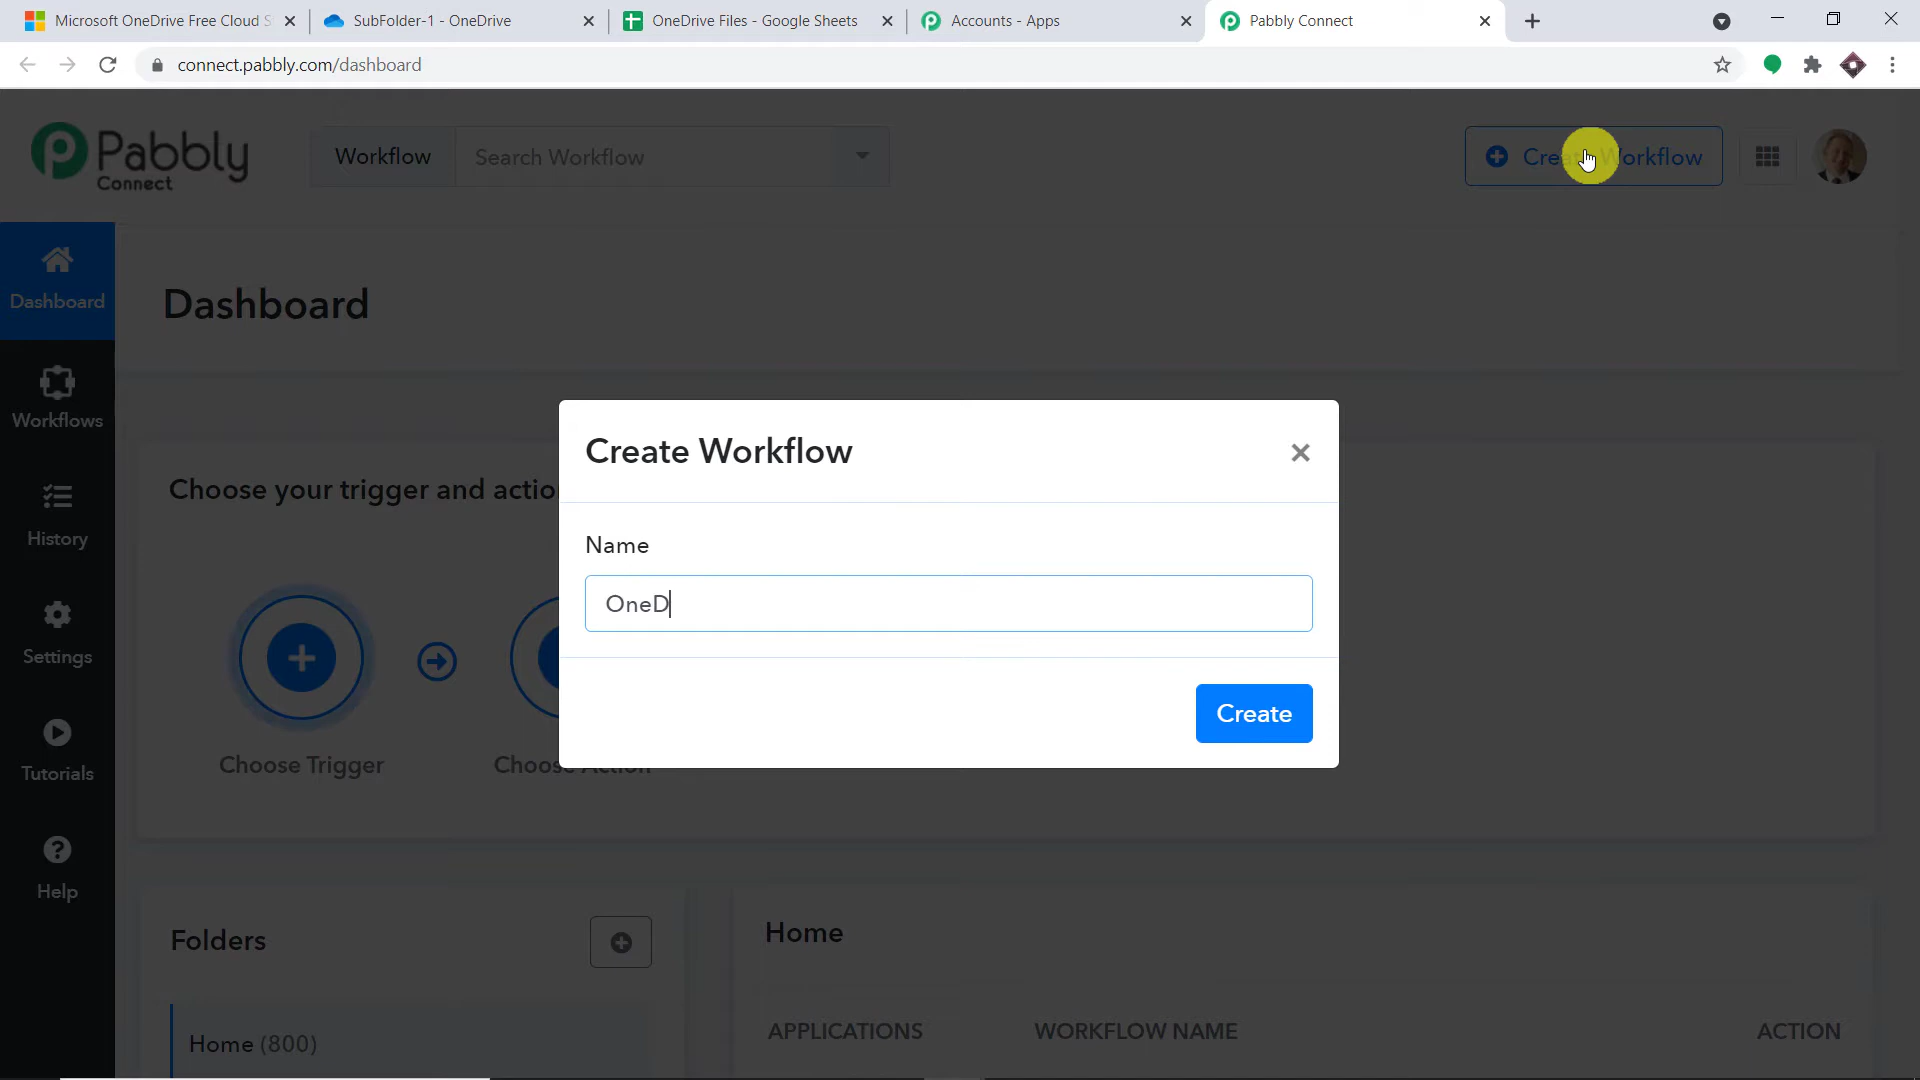 Microsoft OneDrive Free Cloud S
SubFolder-1 - OneDrive
OneDrive Files - Google Sheets
Accounts - Apps
Pabbly Connect
connect.pabbly.com/dashboard
Pabbly
Connect
Workflow
Search Workflow
Create Workflow
Dashboard
Dashboard
Workflows
History
Settings
Tutorials
Help
Choose your trigger and actio
Choose Trigger
Choose Action
Create Workflow
Name
OneD
Create
Folders
Home (800)
Home
APPLICATIONS
WORKFLOW NAME
ACTION